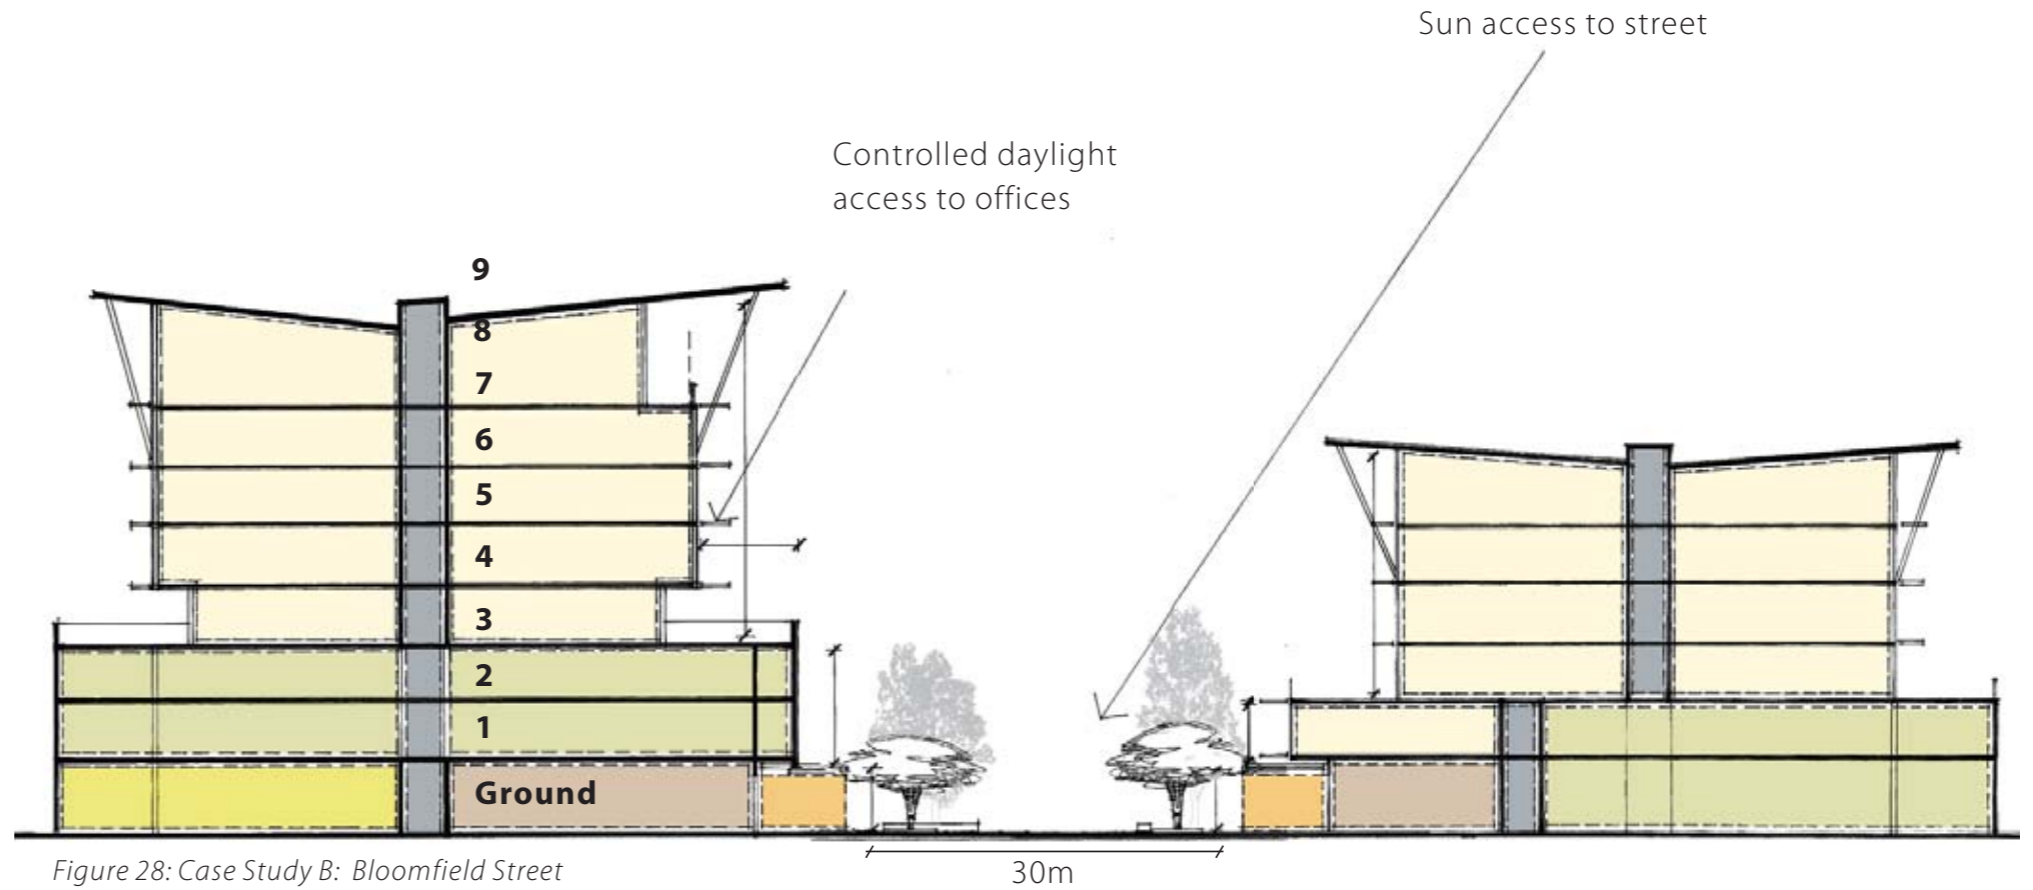 Sun access to street
Controlled daylight
access to offices
9
8
7
6
5
4
3
2
1
Ground
30m
Figure 28: Case Study B: Bloomfield Street